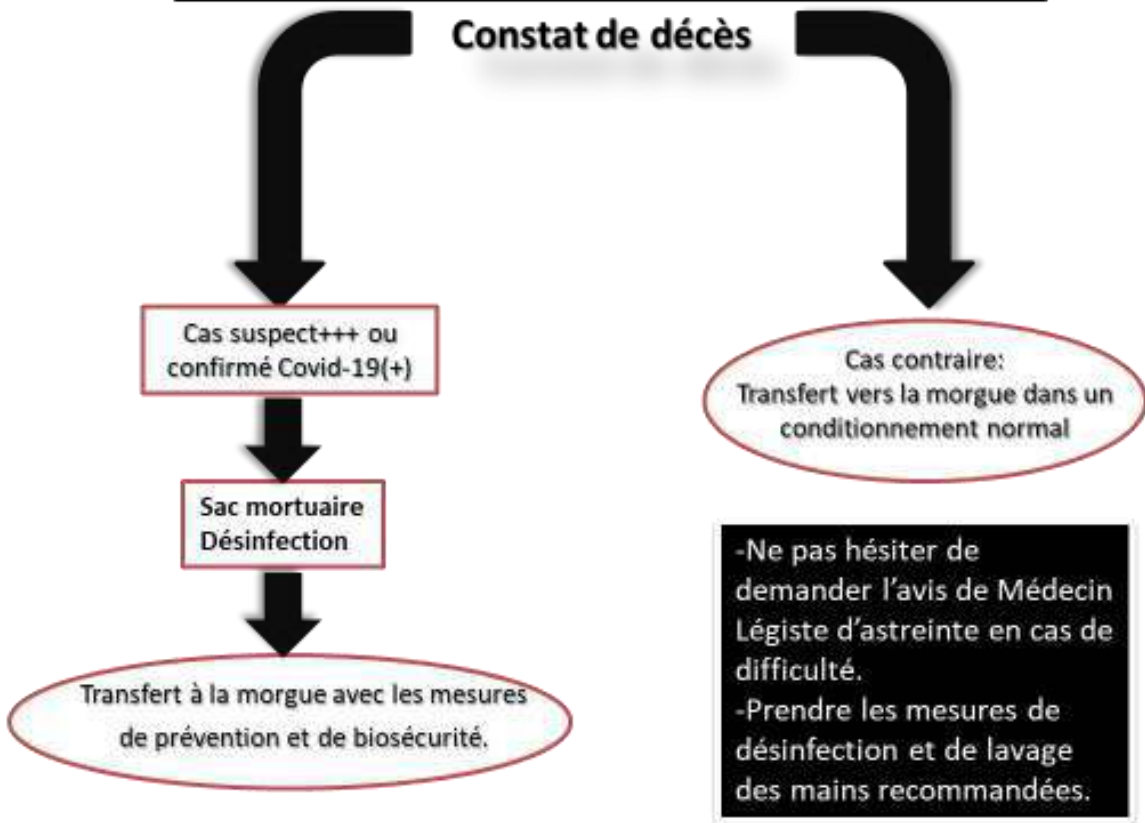 Constat de décès
Cas suspect+++ ou
confirmé Covid-19(+)
Sac mortuaire
Désinfection
Transfert à la morgue avec les mesures
de prévention et de biosécurité.
Cas contraire:
Transfert vers la morgue dans un
conditionnement normal
-Ne pas hésiter de
demander l’avis de Médecin
Légiste d’astreinte en cas de
difficulté.
-Prendre les mesures de
désinfection et de lavage
des mains recommandées.